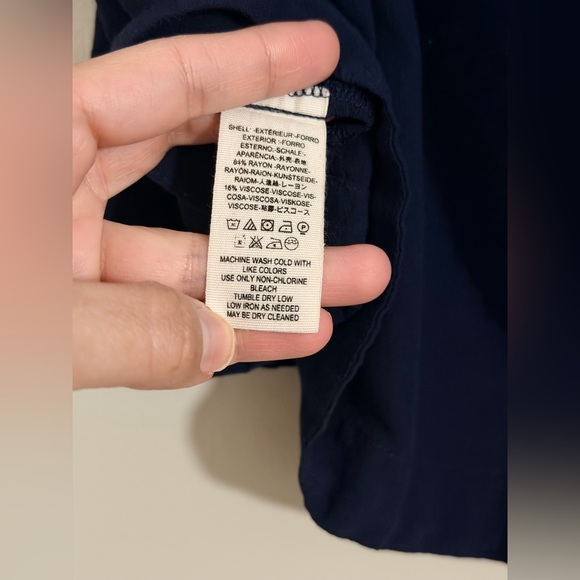 SHELL:-EXTÉRIEUR:-FORRO
EXTERIOR :-FORRO
ESTERNO:-SCHALE:-
APARÊNCIA:-外壳:-表地
84% RAYON -RAYONNE-
RAYÓN-RAION-KUNSTSEIDE-
RAIOM-人造絲-レーヨン
16% VISCOSE-VISCOSE-VIS-
COSA-VISCOSA-VISKOSE-
VISCOSE-粘膠-ビスコース
P
MACHINE WASH COLD WITH
LIKE COLORS
USE ONLY NON-CHLORINE
BLEACH
TUMBLE DRY LOW
LOW IRON AS NEEDED
MAY BE DRY CLEANED